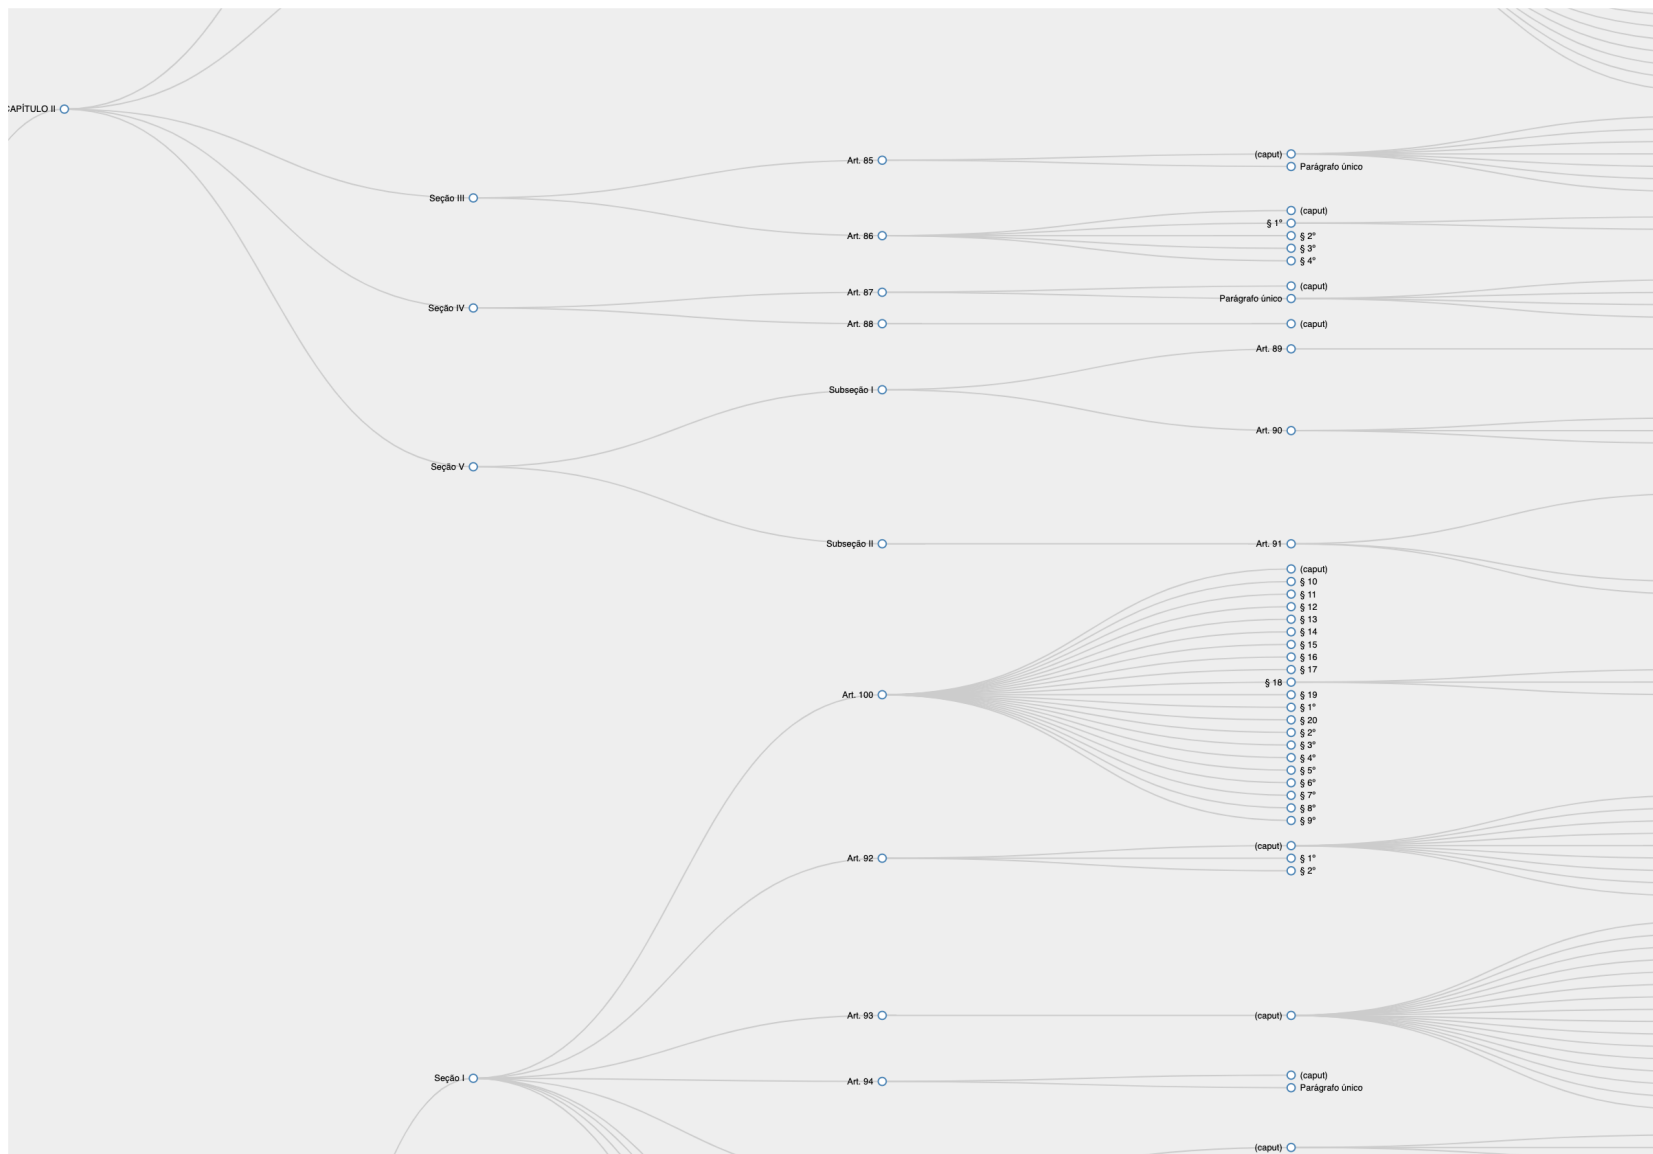 CAPÍTULO II
Art. 85
(caput)
Parágrafo único
Seção III
Art. 86
(caput)
§ 1º
§ 2º
§ 3º
§ 4º
Seção IV
Art. 87
(caput)
Parágrafo único
Art. 88
(caput)
Art. 89
Subseção I
Art. 90
Seção V
Subseção II
Art. 91
(caput)
§ 10
§ 11
§ 12
§ 13
§ 14
§ 15
§ 16
§ 17
§ 18
Art. 100
§ 19
§ 1º
§ 20
§ 2º
§ 3º
§ 4º
§ 5º
§ 6º
§ 7º
§ 8º
§ 9º
(caput)
Art. 92
§ 1º
§ 2º
Art. 93
(caput)
Seção I
Art. 94
(caput)
Parágrafo único
(caput)